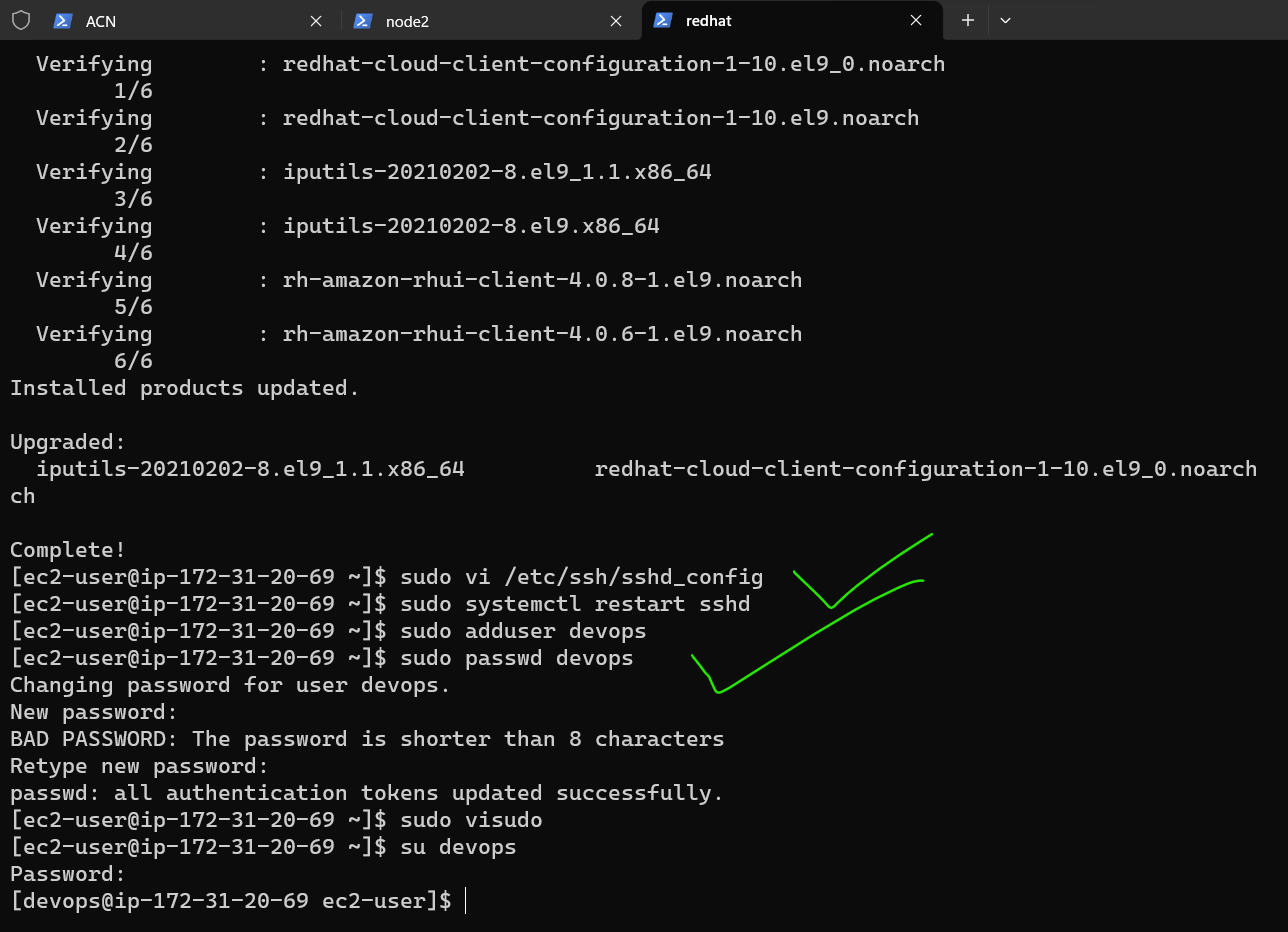 ACN
node2
redhat
Verifying : redhat-cloud-client-configuration-1-10.el9_0.noarch
1/6
Verifying : redhat-cloud-client-configuration-1-10.el9.noarch
2/6
Verifying : iputils-20210202-8.el9_1.1.x86_64
3/6
Verifying : iputils-20210202-8.el9.x86_64
4/6
Verifying : rh-amazon-rhui-client-4.0.8-1.el9.noarch
5/6
Verifying : rh-amazon-rhui-client-4.0.6-1.el9.noarch
6/6
Installed products updated.
Upgraded:
iputils-20210202-8.el9_1.1.x86_64 redhat-cloud-client-configuration-1-10.el9_0.noarch
ch
Complete!
[ec2-user@ip-172-31-20-69 ~]$ sudo vi /etc/ssh/sshd_config
[ec2-user@ip-172-31-20-69 ~]$ sudo systemctl restart sshd
[ec2-user@ip-172-31-20-69 ~]$ sudo adduser devops
[ec2-user@ip-172-31-20-69 ~]$ sudo passwd devops
Changing password for user devops.
New password:
BAD PASSWORD: The password is shorter than 8 characters
Retype new password:
passwd: all authentication tokens updated successfully.
[ec2-user@ip-172-31-20-69 ~]$ sudo visudo
[ec2-user@ip-172-31-20-69 ~]$ su devops
Password:
[devops@ip-172-31-20-69 ec2-user]$